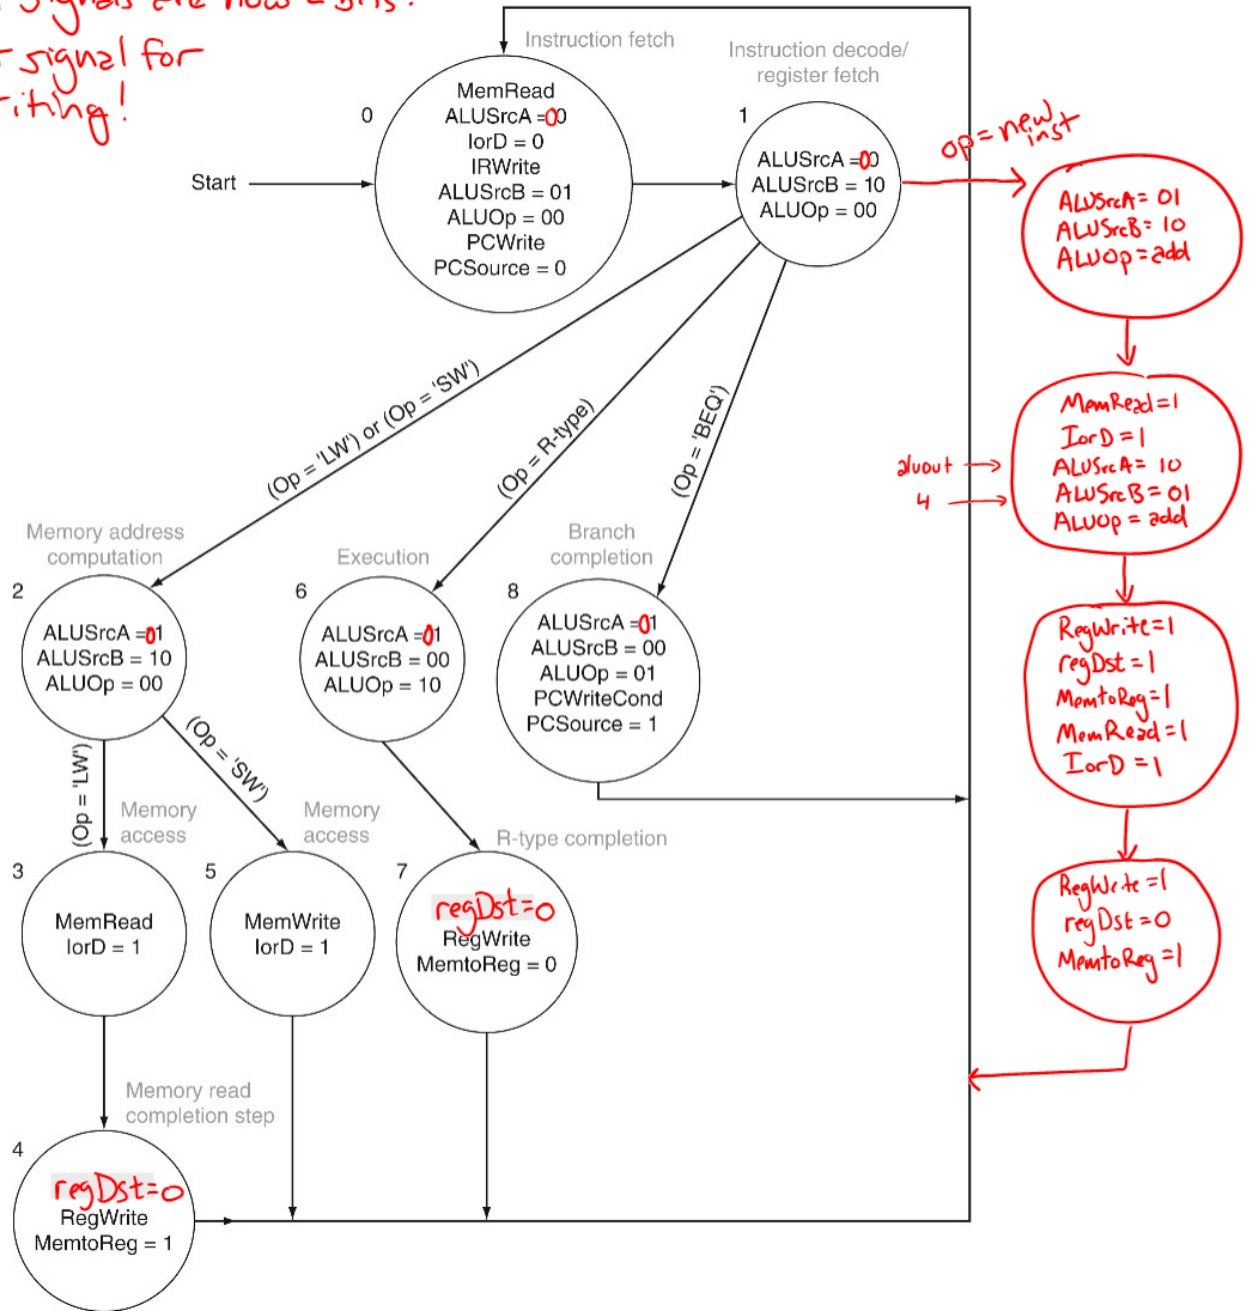 signals are now 2 bits!
signal for
writing!
Instruction fetch
0
MemRead
ALUSrcA =00
IorD = 0
IRWrite
ALUSrcB = 01
ALUOp = 00
PCWrite
PCSource = 0
Start
Instruction decode/
register fetch
1
ALUSrcA =00
ALUSrcB = 10
ALUOp = 00
op=new
inst
ALUSrcA= 01
ALUSrcB= 10
ALUOp=add
MemRead=1
IorD=1
aluout
ALUSrcA= 10
4
ALUSrcB=01
ALUOp = add
RegWrite=1
regDst=1
MemtoReg=1
MemRead=1
IorD=1
RegWrite=1
regDst=0
MemtoReg=1
(Op = 'LW') or (Op = 'SW')
(Op = R-type)
(Op = 'BEQ')
Memory address
computation
2
ALUSrcA =01
ALUSrcB = 10
ALUOp = 00
Execution
6
ALUSrcA =01
ALUSrcB = 00
ALUOp = 10
Branch
completion
8
ALUSrcA =01
ALUSrcB = 00
ALUOp = 01
PCWriteCond
PCSource = 1
(Op = 'LW')
(Op = 'SW')
Memory
access
3
MemRead
IorD = 1
Memory
access
5
MemWrite
IorD = 1
R-type completion
7
regDst=0
RegWrite
MemtoReg = 0
Memory read
completion step
4
regDst=0
RegWrite
MemtoReg = 1